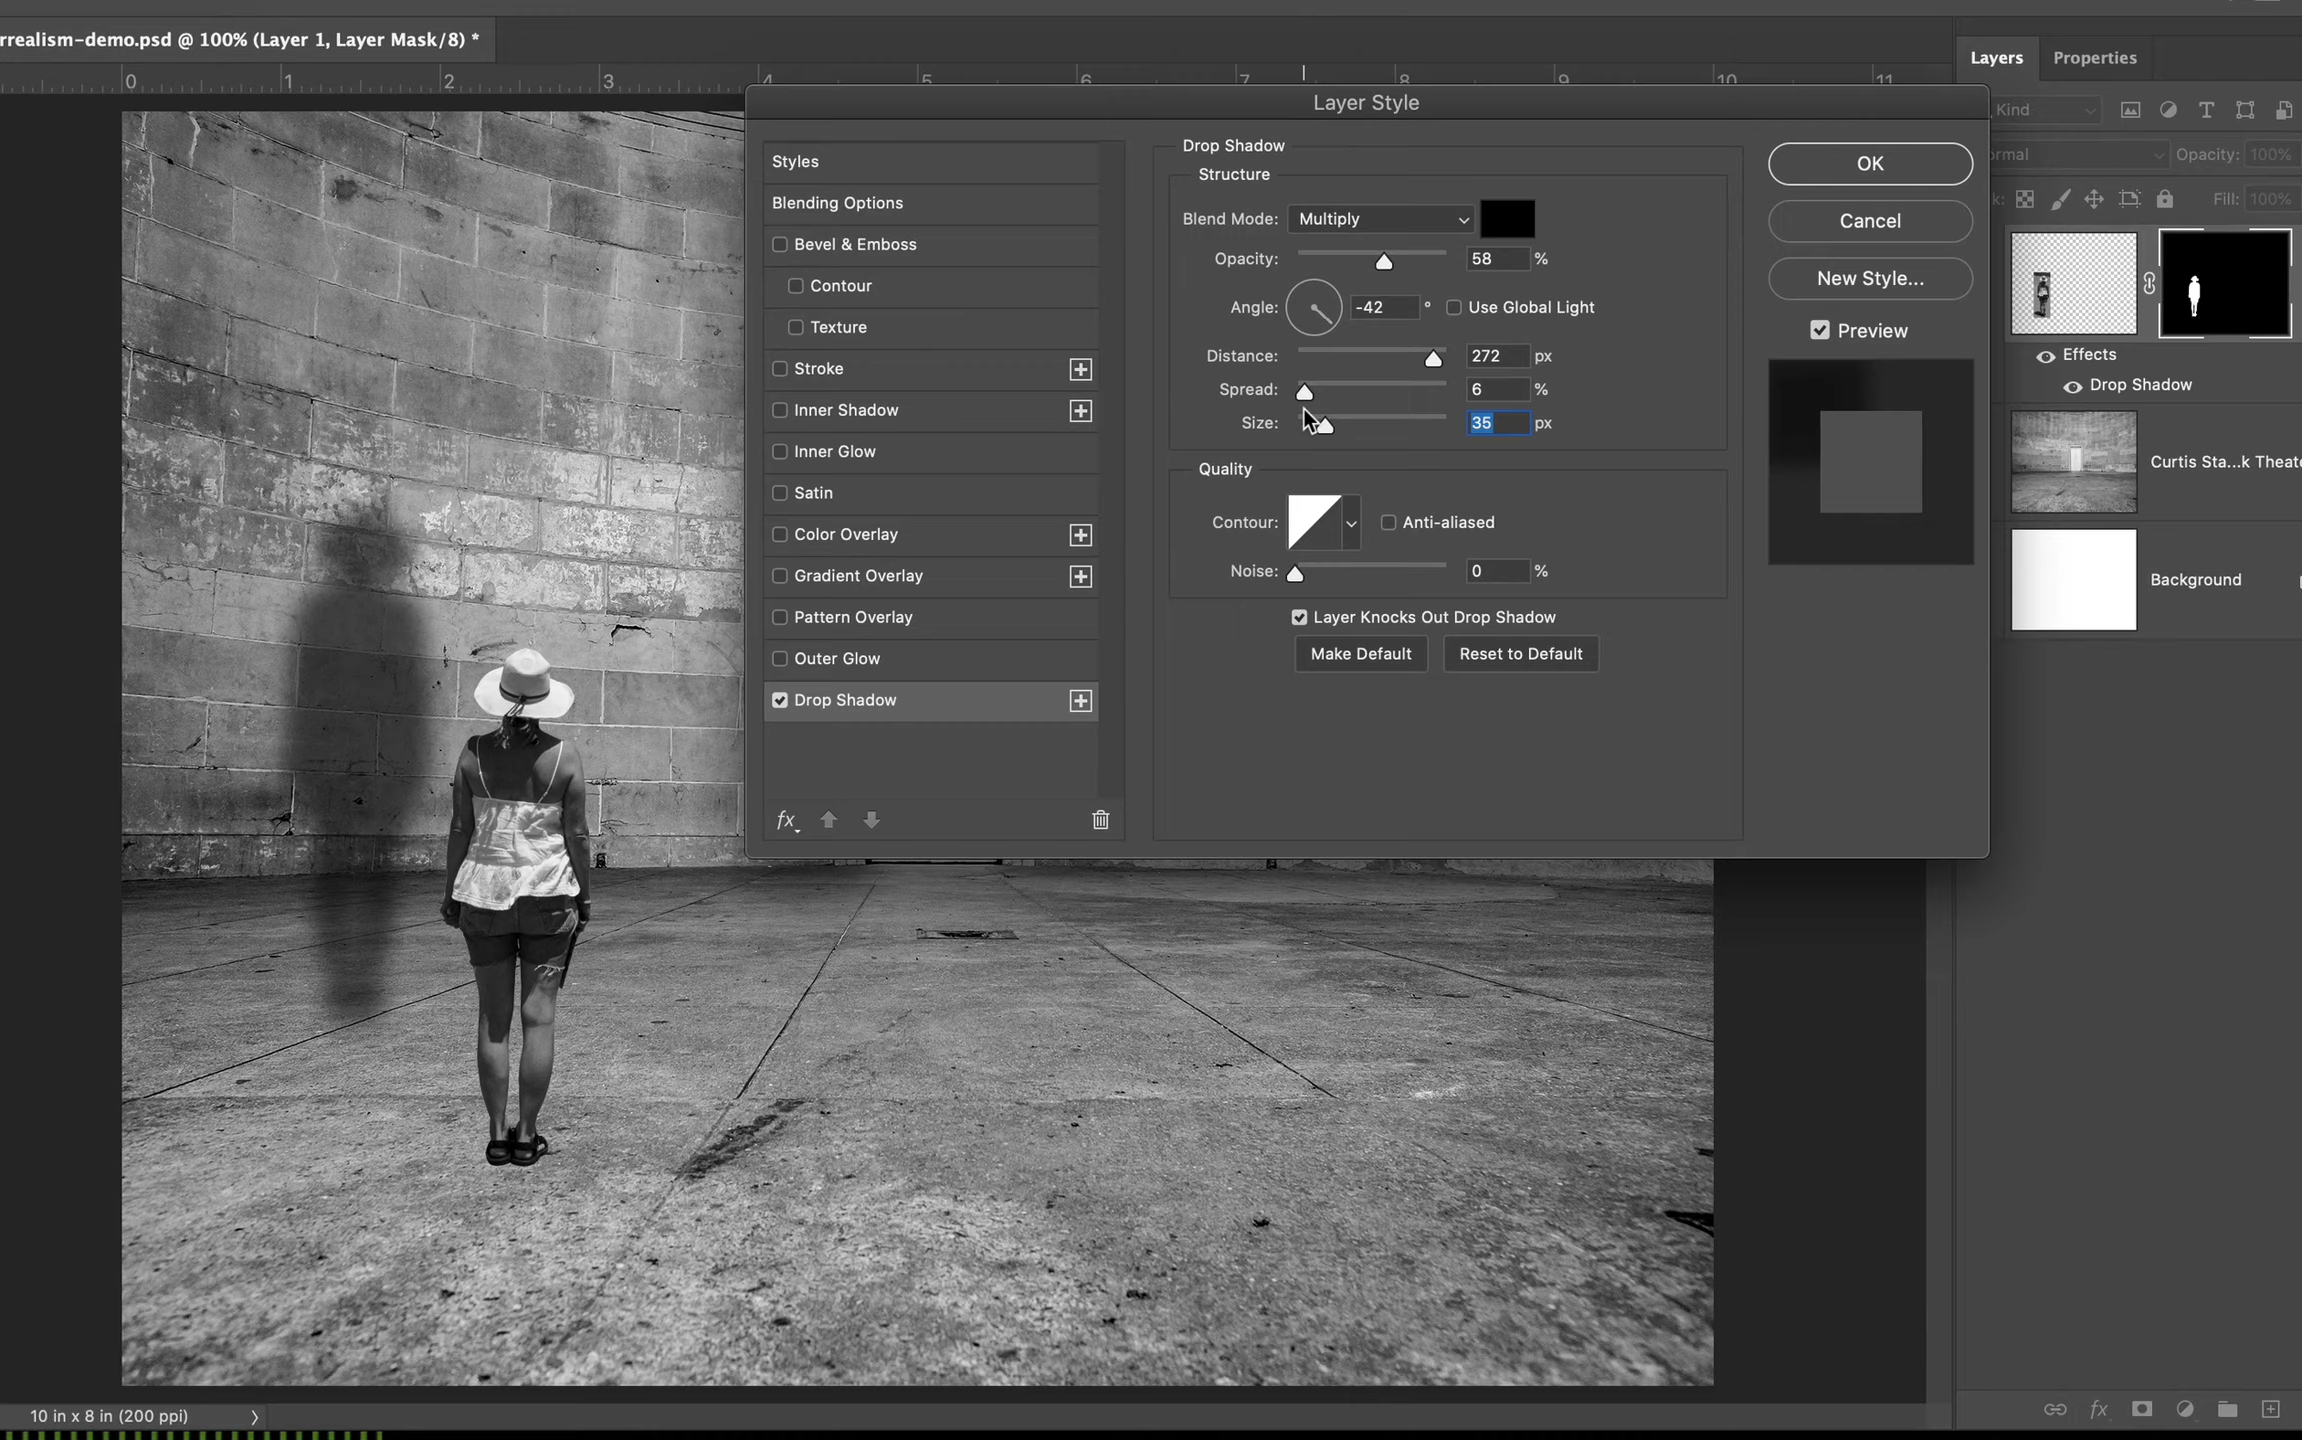 rrealism-demo.psd @ 100% (Layer 1, Layer Mask/8) *
0 1 2 3 4 5 6 7 8 9 10 11
Layer Style
Styles
Blending Options
Bevel & Emboss
Contour
Texture
Stroke
Inner Shadow
Inner Glow
Satin
Color Overlay
Gradient Overlay
Pattern Overlay
Outer Glow
Drop Shadow
fx
Drop Shadow
Structure
Blend Mode: Multiply
Opacity: 58 %
Angle: -42 ° Use Global Light
Distance: 272 px
Spread: 6 %
Size: 35 px
Quality
Contour: Anti-aliased
Noise: 0 %
Layer Knocks Out Drop Shadow
Make Default Reset to Default
OK
Cancel
New Style...
Preview
Layers Properties
Kind T
ormal Opacity: 100%
k: Fill: 100%
Effects
Drop Shadow
Curtis Sta...k Theat
Background
fx
10 in x 8 in (200 ppi)